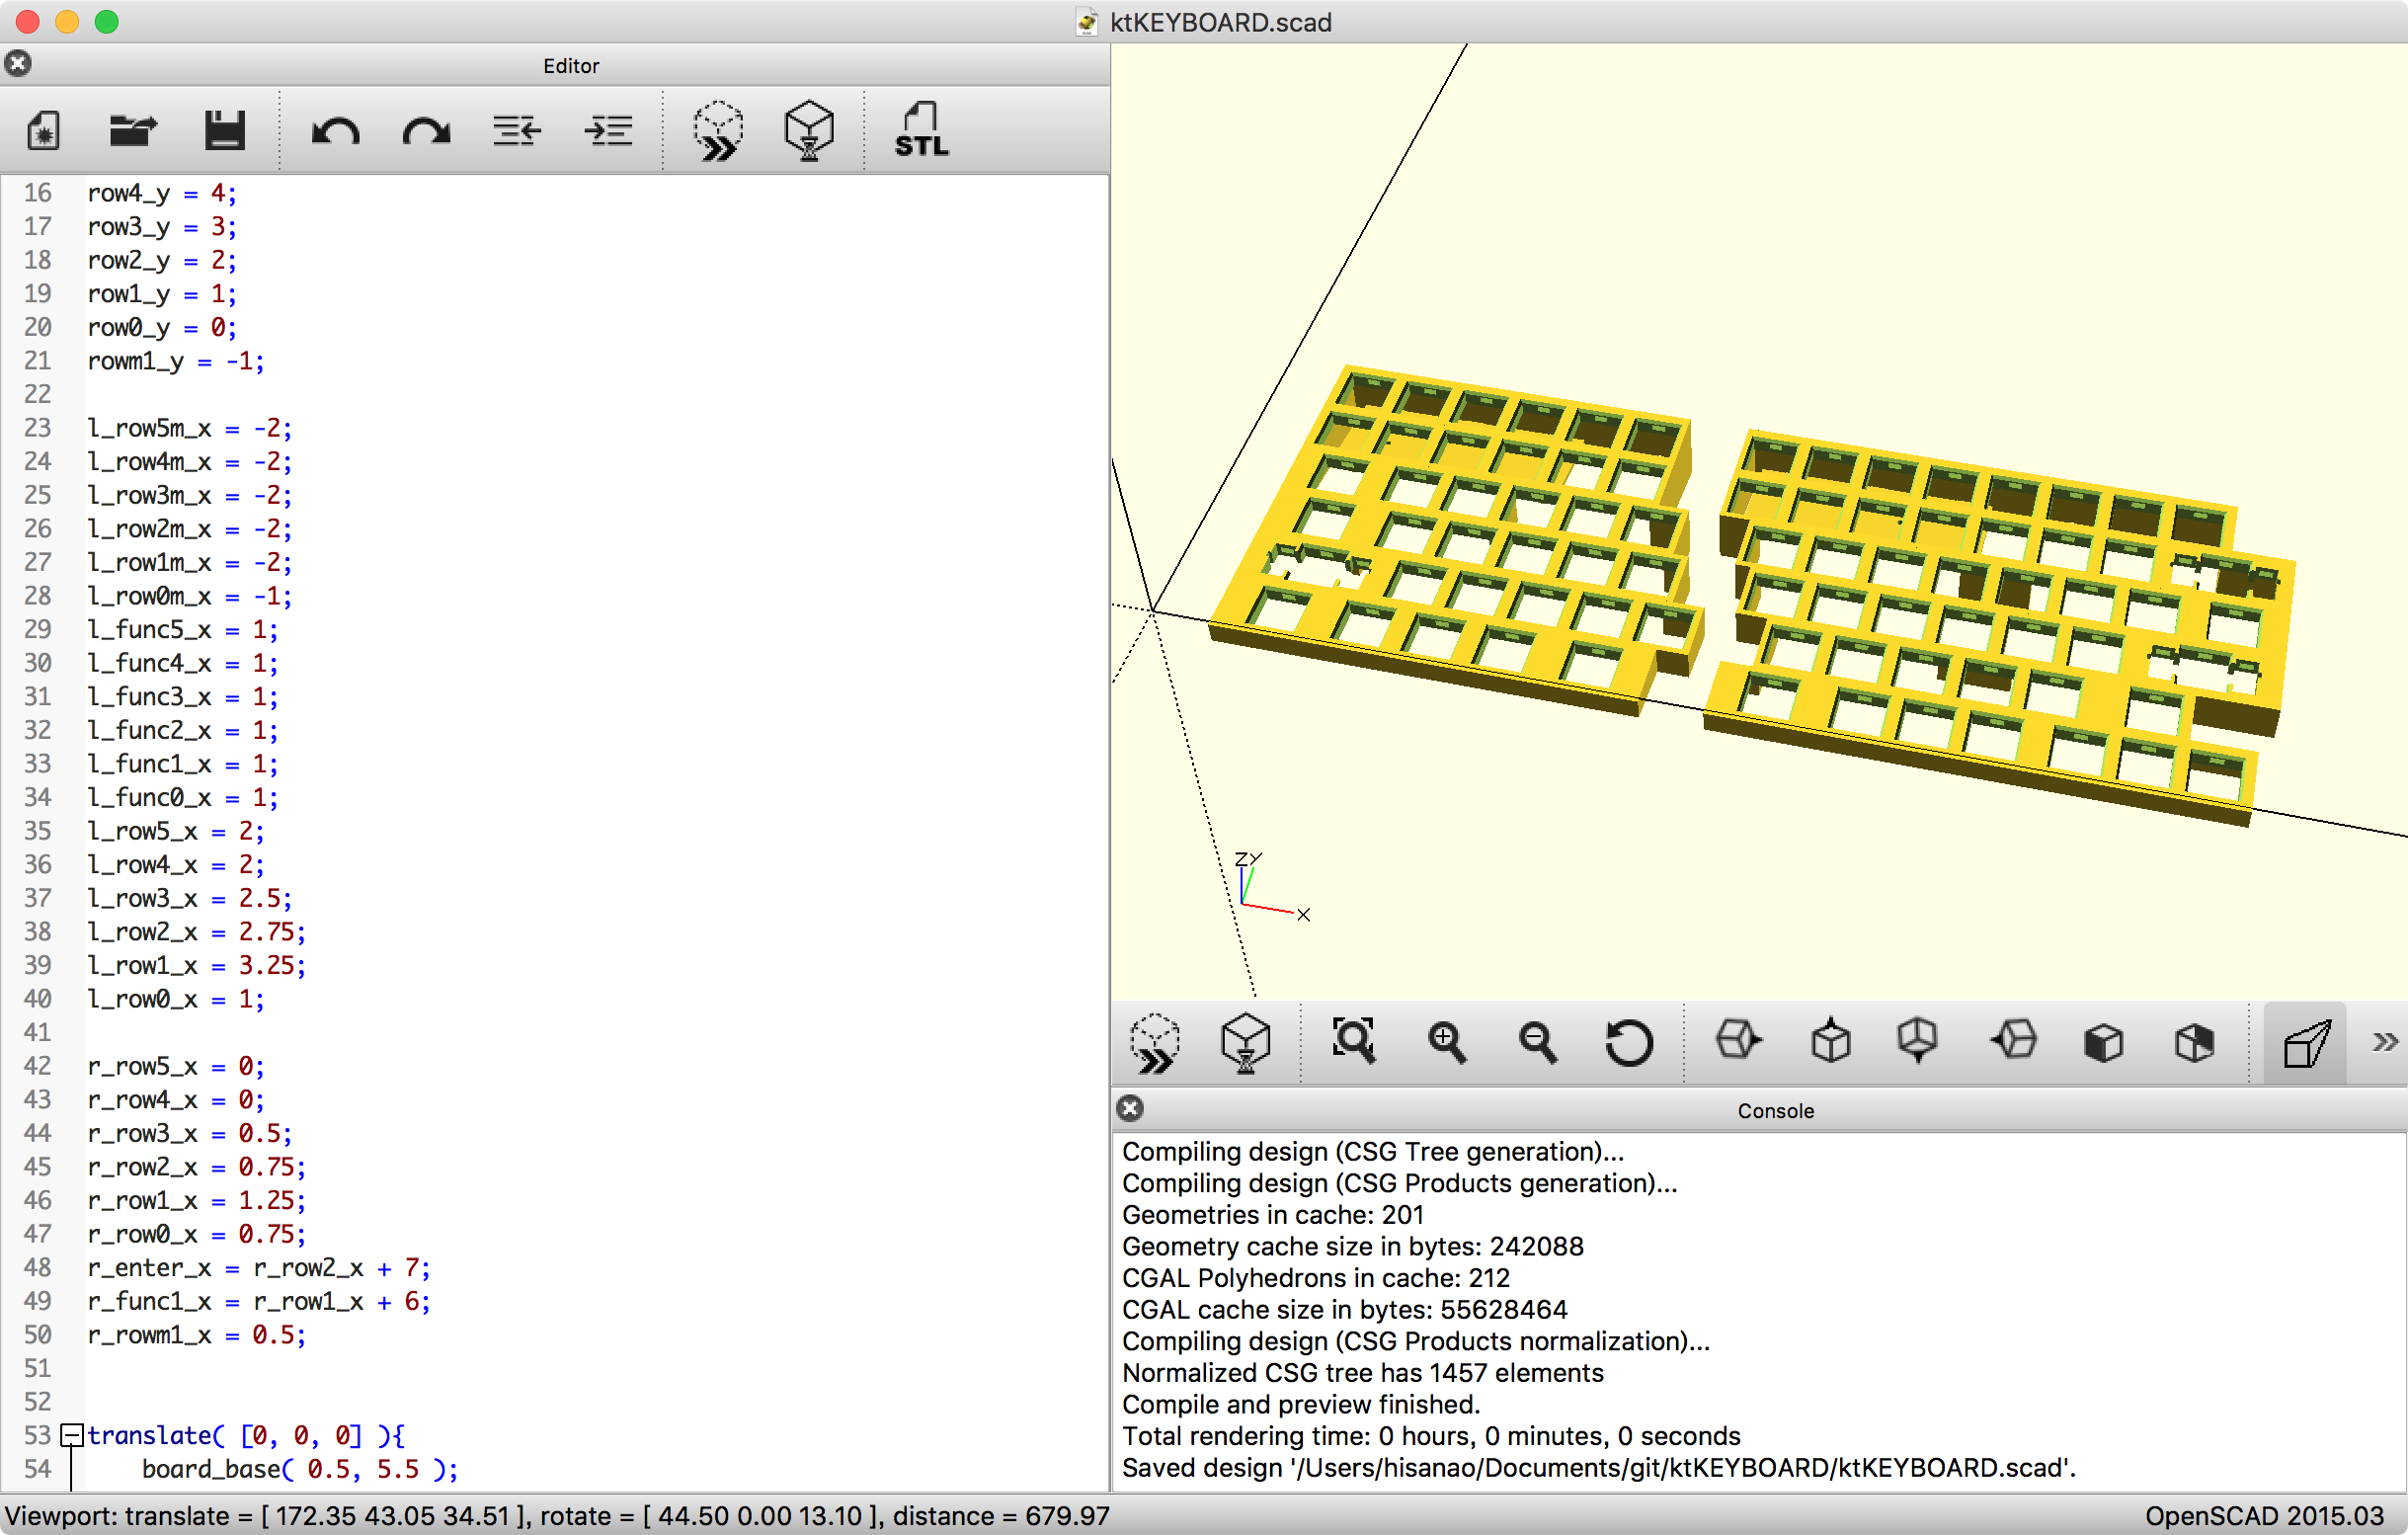 ktKEYBOARD.scad
Editor
STL
16 row4_y = 4;
17 row3_y = 3;
18 row2_y = 2;
19 row1_y = 1;
20 row0_y = 0;
21 rowm1_y = -1;
22
23 l_row5m_x = -2;
24 l_row4m_x = -2;
25 l_row3m_x = -2;
26 l_row2m_x = -2;
27 l_row1m_x = -2;
28 l_row0m_x = -1;
29 l_func5_x = 1;
30 l_func4_x = 1;
31 l_func3_x = 1;
32 l_func2_x = 1;
33 l_func1_x = 1;
34 l_func0_x = 1;
35 l_row5_x = 2;
36 l_row4_x = 2;
37 l_row3_x = 2.5;
38 l_row2_x = 2.75;
39 l_row1_x = 3.25;
40 l_row0_x = 1;
41
42 r_row5_x = 0;
43 r_row4_x = 0;
44 r_row3_x = 0.5;
45 r_row2_x = 0.75;
46 r_row1_x = 1.25;
47 r_row0_x = 0.75;
48 r_enter_x = r_row2_x + 7;
49 r_func1_x = r_row1_x + 6;
50 r_rowm1_x = 0.5;
51
52
53 translate( [0, 0, 0] ){
54 board_base( 0.5, 5.5 );
Z Y
X
Console
Compiling design (CSG Tree generation)...
Compiling design (CSG Products generation)...
Geometries in cache: 201
Geometry cache size in bytes: 242088
CGAL Polyhedrons in cache: 212
CGAL cache size in bytes: 55628464
Compiling design (CSG Products normalization)...
Normalized CSG tree has 1457 elements
Compile and preview finished.
Total rendering time: 0 hours, 0 minutes, 0 seconds
Saved design '/Users/hisanao/Documents/git/ktKEYBOARD/ktKEYBOARD.scad'.
Viewport: translate = [ 172.35 43.05 34.51 ], rotate = [ 44.50 0.00 13.10 ], distance = 679.97
OpenSCAD 2015.03